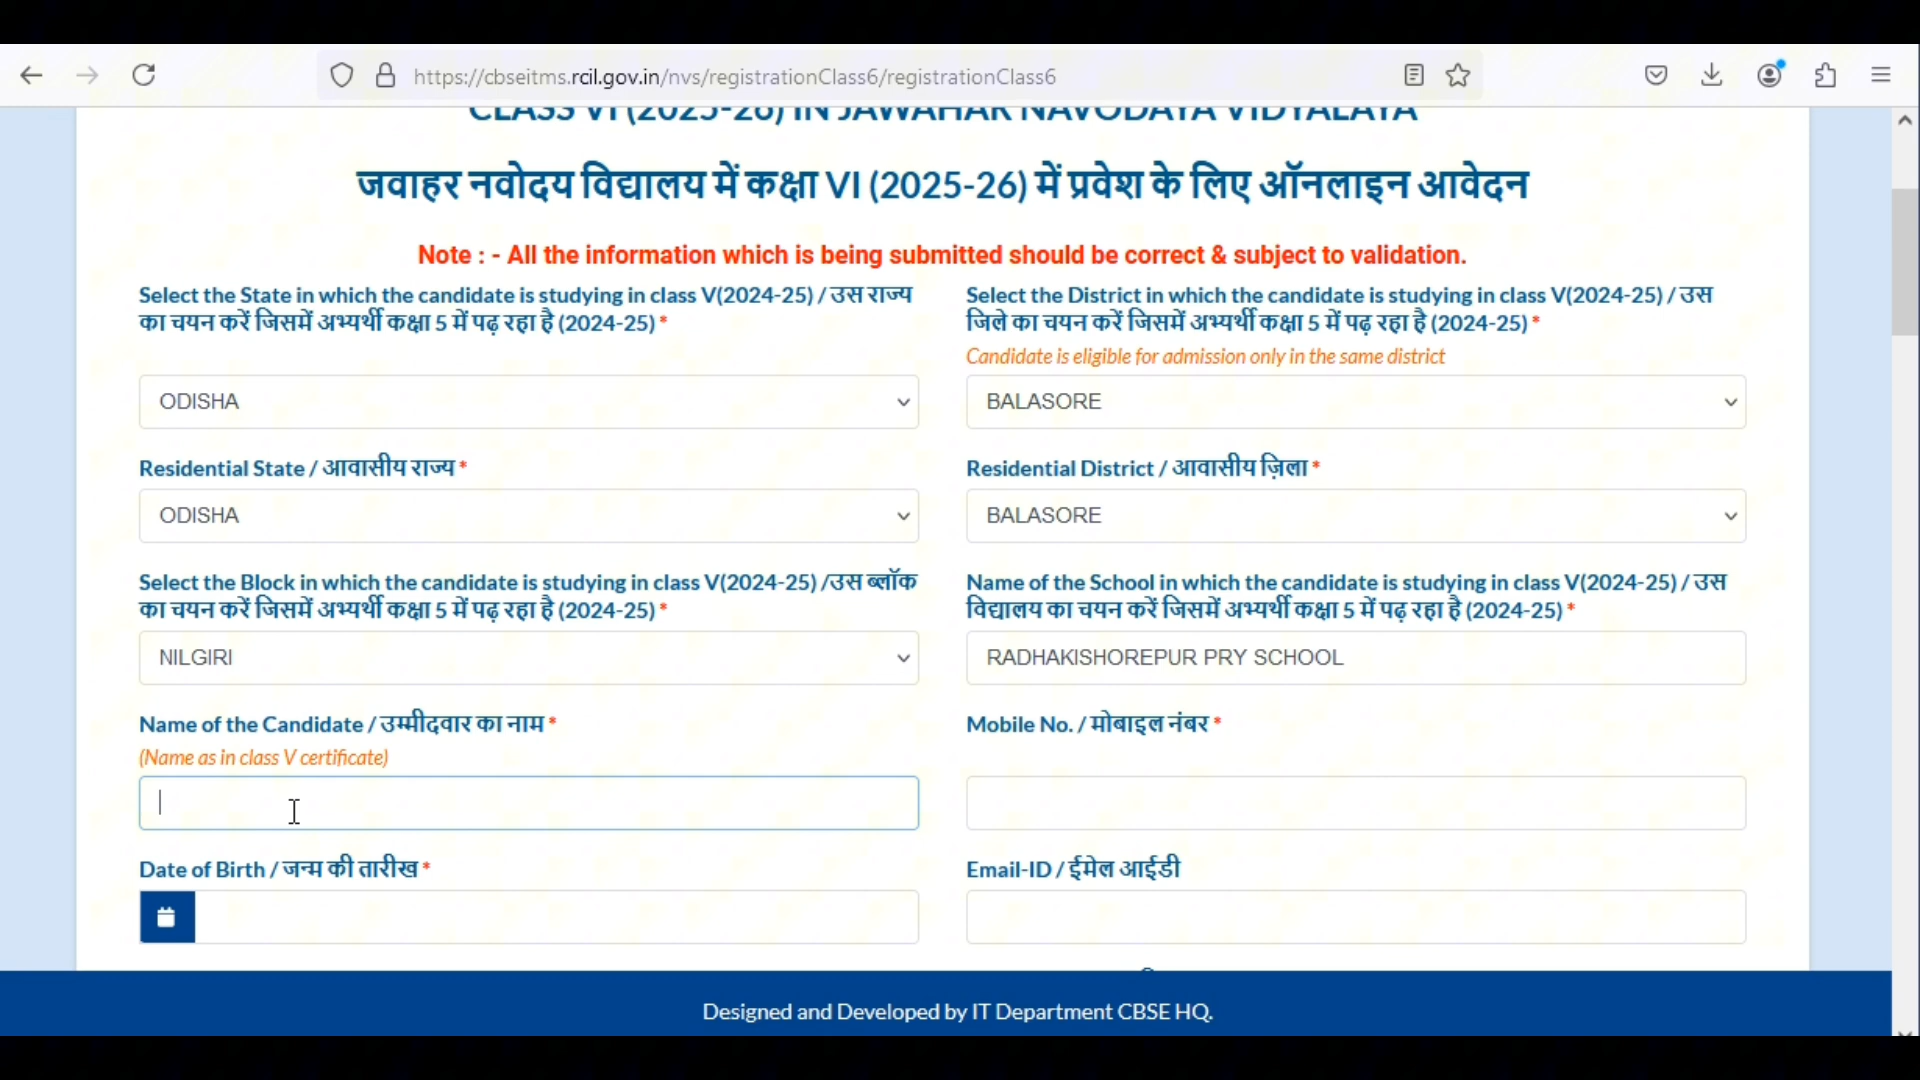 https://cbseitms.rcil.gov.in/nvs/registrationClass6/registrationClass6
CLASS VI (2025-26) IN JAWAHAR NAVODAYA VIDYALAYA
जवाहर नवोदय विद्यालय में कक्षा VI (2025-26) में प्रवेश के लिए ऑनलाइन आवेदन
Note : - All the information which is being submitted should be correct & subject to validation.
Select the State in which the candidate is studying in class V(2024-25) / उस राज्य
का चयन करें जिसमें अभ्यर्थी कक्षा 5 में पढ़ रहा है (2024-25) *
Select the District in which the candidate is studying in class V(2024-25) / उस
जिले का चयन करें जिसमें अभ्यर्थी कक्षा 5 में पढ़ रहा है (2024-25) *
Candidate is eligible for admission only in the same district
ODISHA
BALASORE
Residential State / आवासीय राज्य *
Residential District / आवासीय ज़िला *
ODISHA
BALASORE
Select the Block in which the candidate is studying in class V(2024-25) /उस ब्लॉक
का चयन करें जिसमें अभ्यर्थी कक्षा 5 में पढ़ रहा है (2024-25) *
Name of the School in which the candidate is studying in class V(2024-25) / उस
विद्यालय का चयन करें जिसमें अभ्यर्थी कक्षा 5 में पढ़ रहा है (2024-25) *
NILGIRI
RADHAKISHOREPUR PRY SCHOOL
Name of the Candidate / उम्मीदवार का नाम *
(Name as in class V certificate)
Mobile No. / मोबाइल नंबर *
Date of Birth / जन्म की तारीख *
Email-ID / ईमेल आईडी
Designed and Developed by IT Department CBSE HQ.